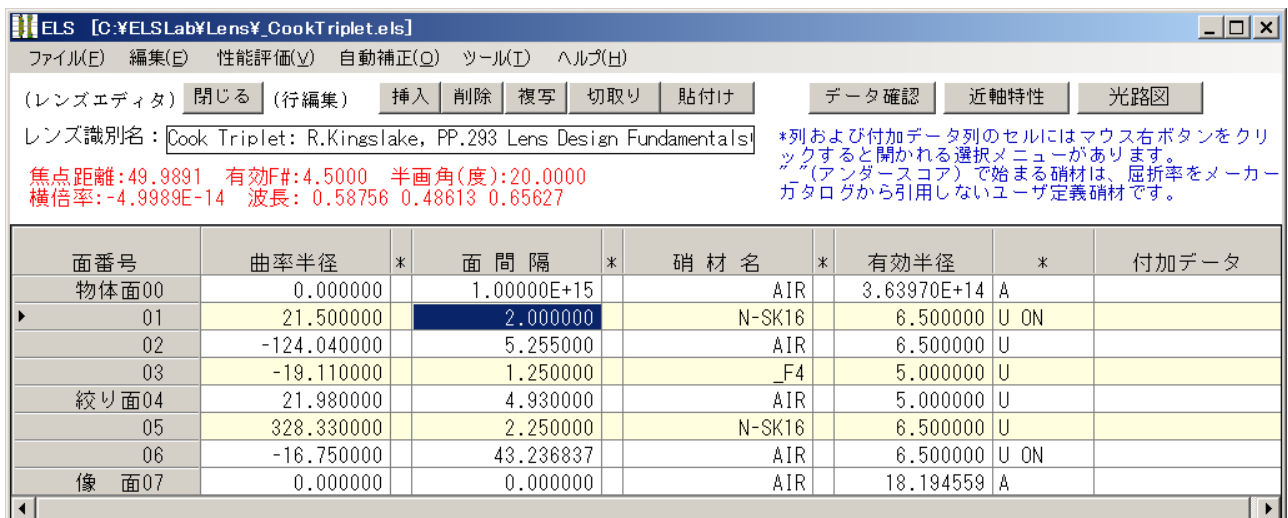 ELS [C:¥ELSLab¥Lens¥_CookTriplet.els]
ファイル(F) 編集(E) 性能評価(V) 自動補正(O) ツール(T) ヘルプ(H)
(レンズエディタ) 閉じる (行編集) 挿入 削除 複写 切取り 貼付け データ確認 近軸特性 光路図
レンズ識別名: Cook Triplet: R.Kingslake, PP.293 Lens Design Fundamentals
*列および付加データ列のセルにはマウス右ボタンをクリ
ックすると開かれる選択メニューがあります。
"_"(アンダースコア)で始まる硝材は、屈折率をメーカー
カタログから引用しないユーザ定義硝材です。
焦点距離:49.9891 有効F#:4.5000 半画角(度):20.0000
横倍率:-4.9989E-14 波長: 0.58756 0.48613 0.65627
面番号 曲率半径 * 面 間 隔 * 硝 材 名 * 有効半径 * 付加データ
物体面00 0.000000 1.00000E+15 AIR 3.63970E+14 A
01 21.500000 2.000000 N-SK16 6.500000 U ON
02 -124.040000 5.255000 AIR 6.500000 U
03 -19.110000 1.250000 _F4 5.000000 U
絞り面04 21.980000 4.930000 AIR 5.000000 U
05 328.330000 2.250000 N-SK16 6.500000 U
06 -16.750000 43.236837 AIR 6.500000 U ON
像 面07 0.000000 0.000000 AIR 18.194559 A